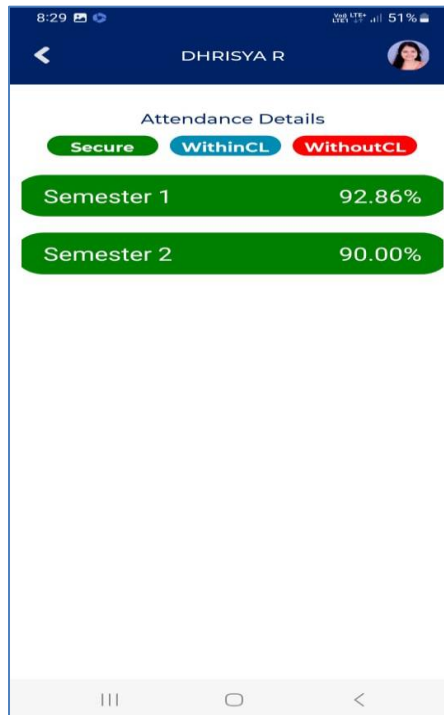 8:29 51%
DHRISYA R
Attendance Details
Secure WithinCL WithoutCL
Semester 1 92.86%
Semester 2 90.00%